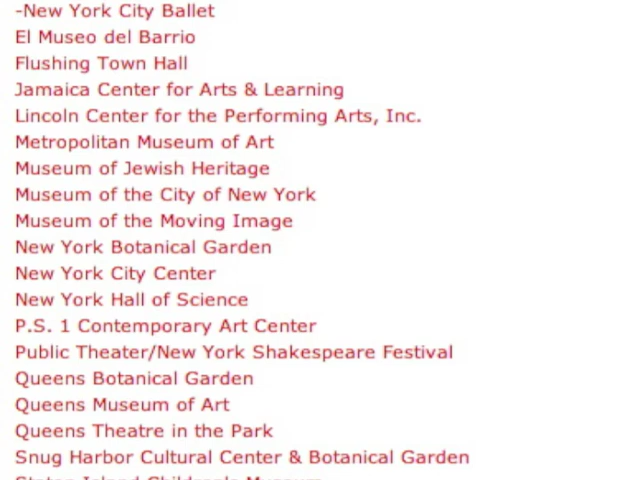 -New York City Ballet
El Museo del Barrio
Flushing Town Hall
Jamaica Center for Arts & Learning
Lincoln Center for the Performing Arts, Inc.
Metropolitan Museum of Art
Museum of Jewish Heritage
Museum of the City of New York
Museum of the Moving Image
New York Botanical Garden
New York City Center
New York Hall of Science
P.S. 1 Contemporary Art Center
Public Theater/New York Shakespeare Festival
Queens Botanical Garden
Queens Museum of Art
Queens Theatre in the Park
Snug Harbor Cultural Center & Botanical Garden
Staten Island Children's Museum